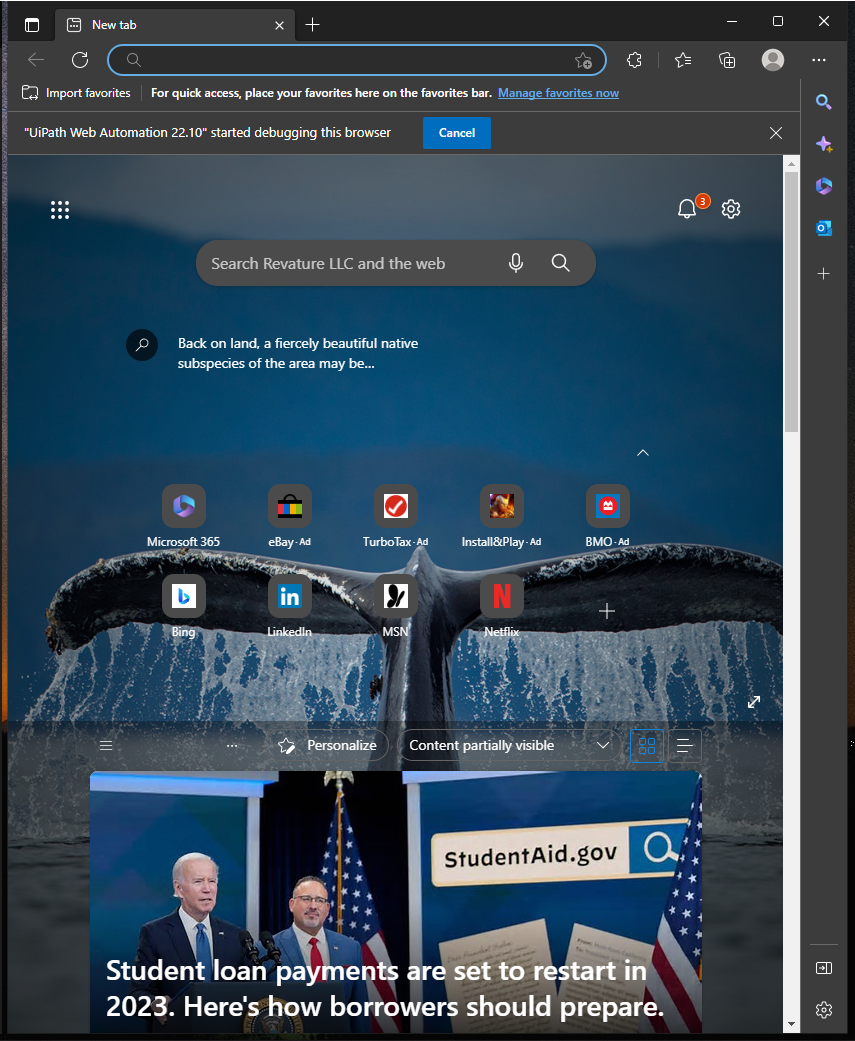 New tab
Import favorites
For quick access, place your favorites here on the favorites bar. Manage favorites now
"UiPath Web Automation 22.10" started debugging this browser
Cancel
3
Search Revature LLC and the web
Back on land, a fiercely beautiful native
subspecies of the area may be...
Microsoft 365
eBay · Ad
TurboTax · Ad
Install&Play · Ad
BMO · Ad
Bing
LinkedIn
MSN
Netflix
Personalize
Content partially visible
StudentAid.gov
Student loan payments are set to restart in
2023. Here's how borrowers should prepare.